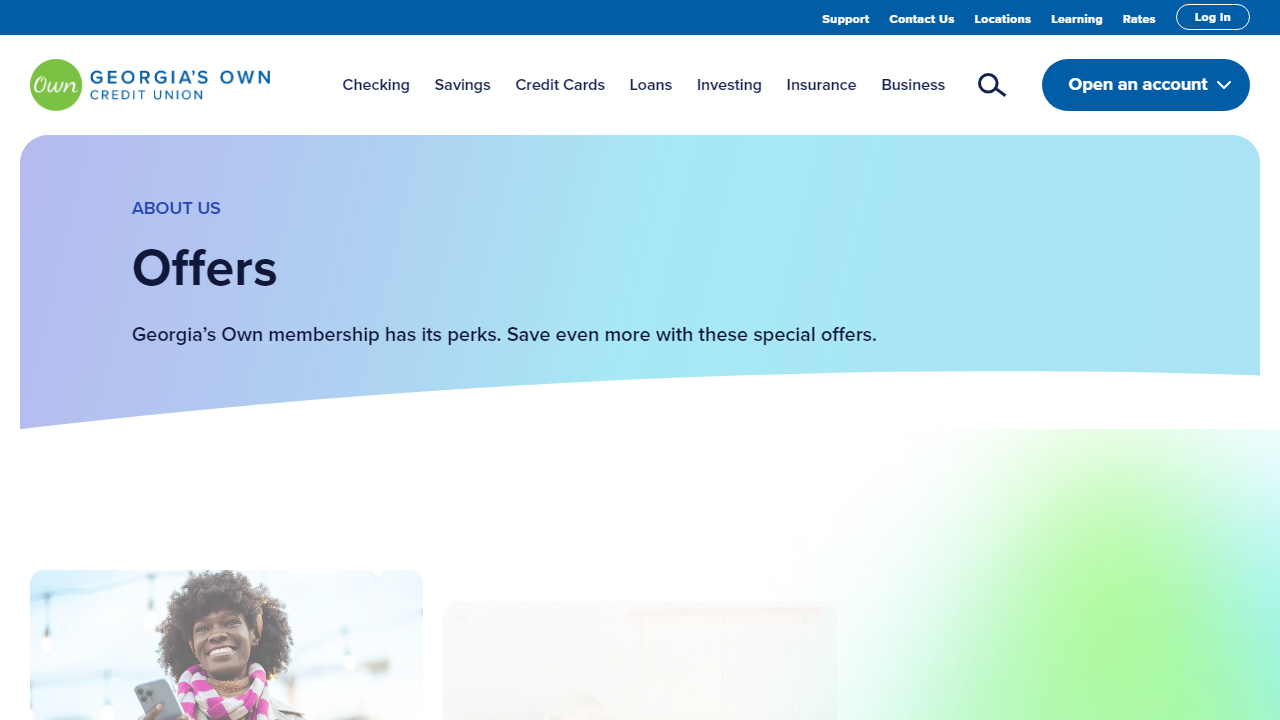 Support Contact Us Locations Learning Rates Log In
Own GEORGIA'S OWN
CREDIT UNION
Checking Savings Credit Cards Loans Investing Insurance Business Open an account
ABOUT US
Offers
Georgia’s Own membership has its perks. Save even more with these special offers.